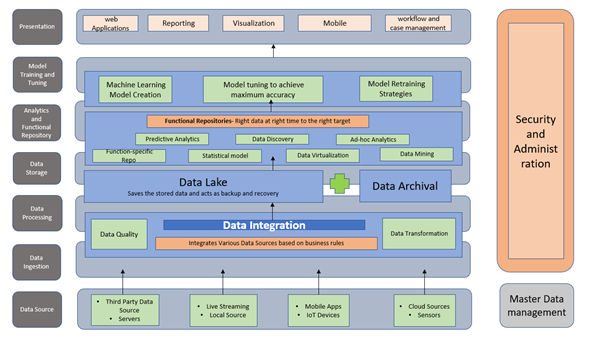 Presentation
web
Applications
Reporting
Visualization
Mobile
workflow and
case management
Model
Training and
Tuning
Machine Learning
Model Creation
Model tuning to achieve
maximum accuracy
Model Retraining
Strategies
Analytics
and
Functional
Repository
Functional Repositories- Right data at right time to the right target
Predictive Analytics
Data Discovery
Ad-hoc Analytics
Function-specific
Repo
Statistical model
Data Virtualization
Data Mining
Data
Storage
Data Lake
Saves the stored data and acts as backup and recovery
Data Archival
Data
Processing
Data Quality
Data Integration
Integrates Various Data Sources based on business rules
Data Transformation
Data
Ingestion
Data Source
• Third Party Data
Source
• Servers
• Live Streaming
• Local Source
• Mobile Apps
• IoT Devices
• Cloud Sources
• Sensors
Security
and
Administ
ration
Master Data
management